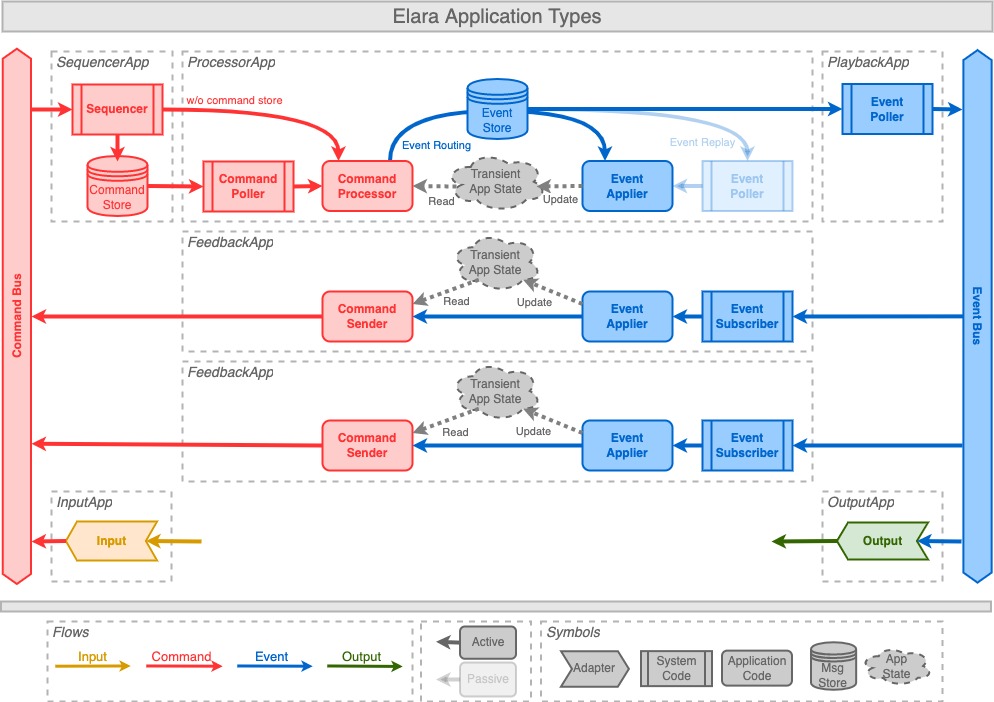 Elara Application Types
SequencerApp
ProcessorApp
PlaybackApp
Sequencer
w/o command store
Event
Store
Event
Poller
Event Routing
Event Replay
Command
Store
Command
Poller
Command
Processor
Transient
App State
Read
Update
Event
Applier
Event
Poller
FeedbackApp
Transient
App State
Read
Update
Command
Sender
Event
Applier
Event
Subscriber
Command Bus
Event Bus
FeedbackApp
Transient
App State
Read
Update
Command
Sender
Event
Applier
Event
Subscriber
InputApp
Input
OutputApp
Output
Flows
Input
Command
Event
Output
Active
Passive
Symbols
Adapter
System
Code
Application
Code
Msg
Store
App
State